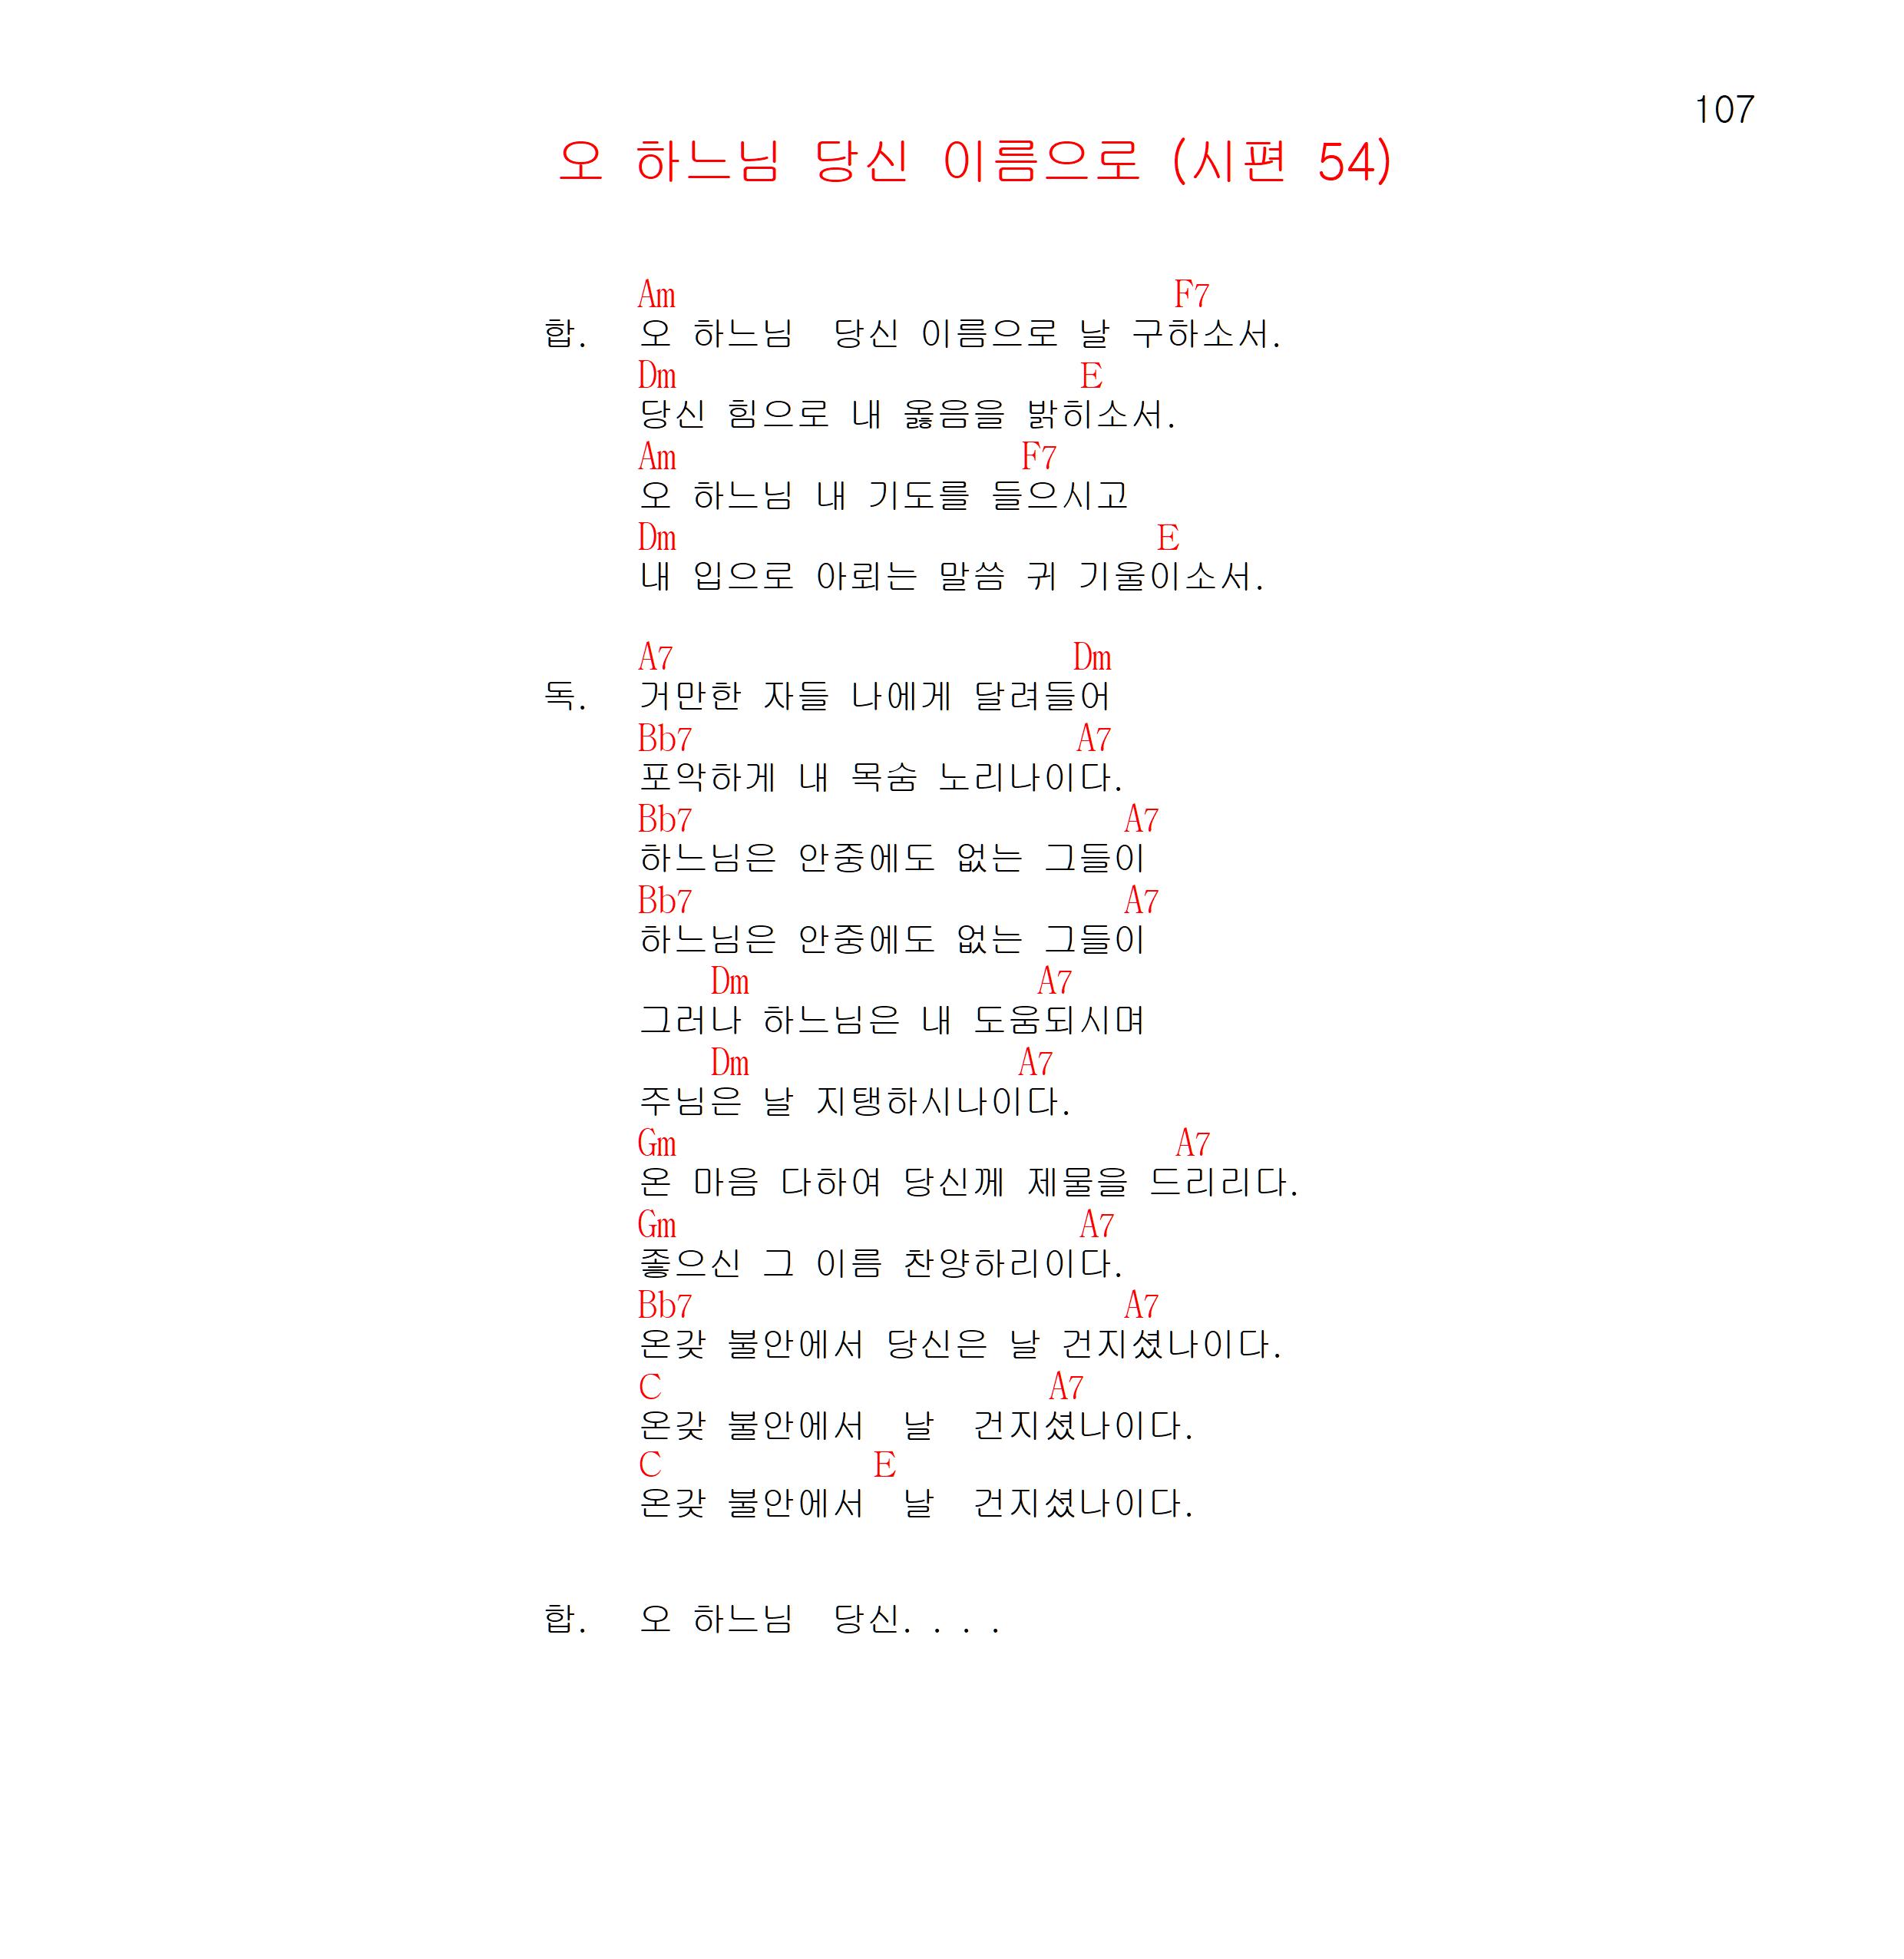 107
오 하느님 당신 이름으로 (시편 54)
Am F7
합. 오 하느님 당신 이름으로 날 구하소서.
Dm E
당신 힘으로 내 옳음을 밝히소서.
Am F7
오 하느님 내 기도를 들으시고
Dm E
내 입으로 아뢰는 말씀 귀 기울이소서.
A7 Dm
독. 거만한 자들 나에게 달려들어
Bb7 A7
포악하게 내 목숨 노리나이다.
Bb7 A7
하느님은 안중에도 없는 그들이
Bb7 A7
하느님은 안중에도 없는 그들이
Dm A7
그러나 하느님은 내 도움되시며
Dm A7
주님은 날 지탱하시나이다.
Gm A7
온 마음 다하여 당신께 제물을 드리리다.
Gm A7
좋으신 그 이름 찬양하리이다.
Bb7 A7
온갖 불안에서 당신은 날 건지셨나이다.
C A7
온갖 불안에서 날 건지셨나이다.
C E
온갖 불안에서 날 건지셨나이다.
합. 오 하느님 당신. . . .